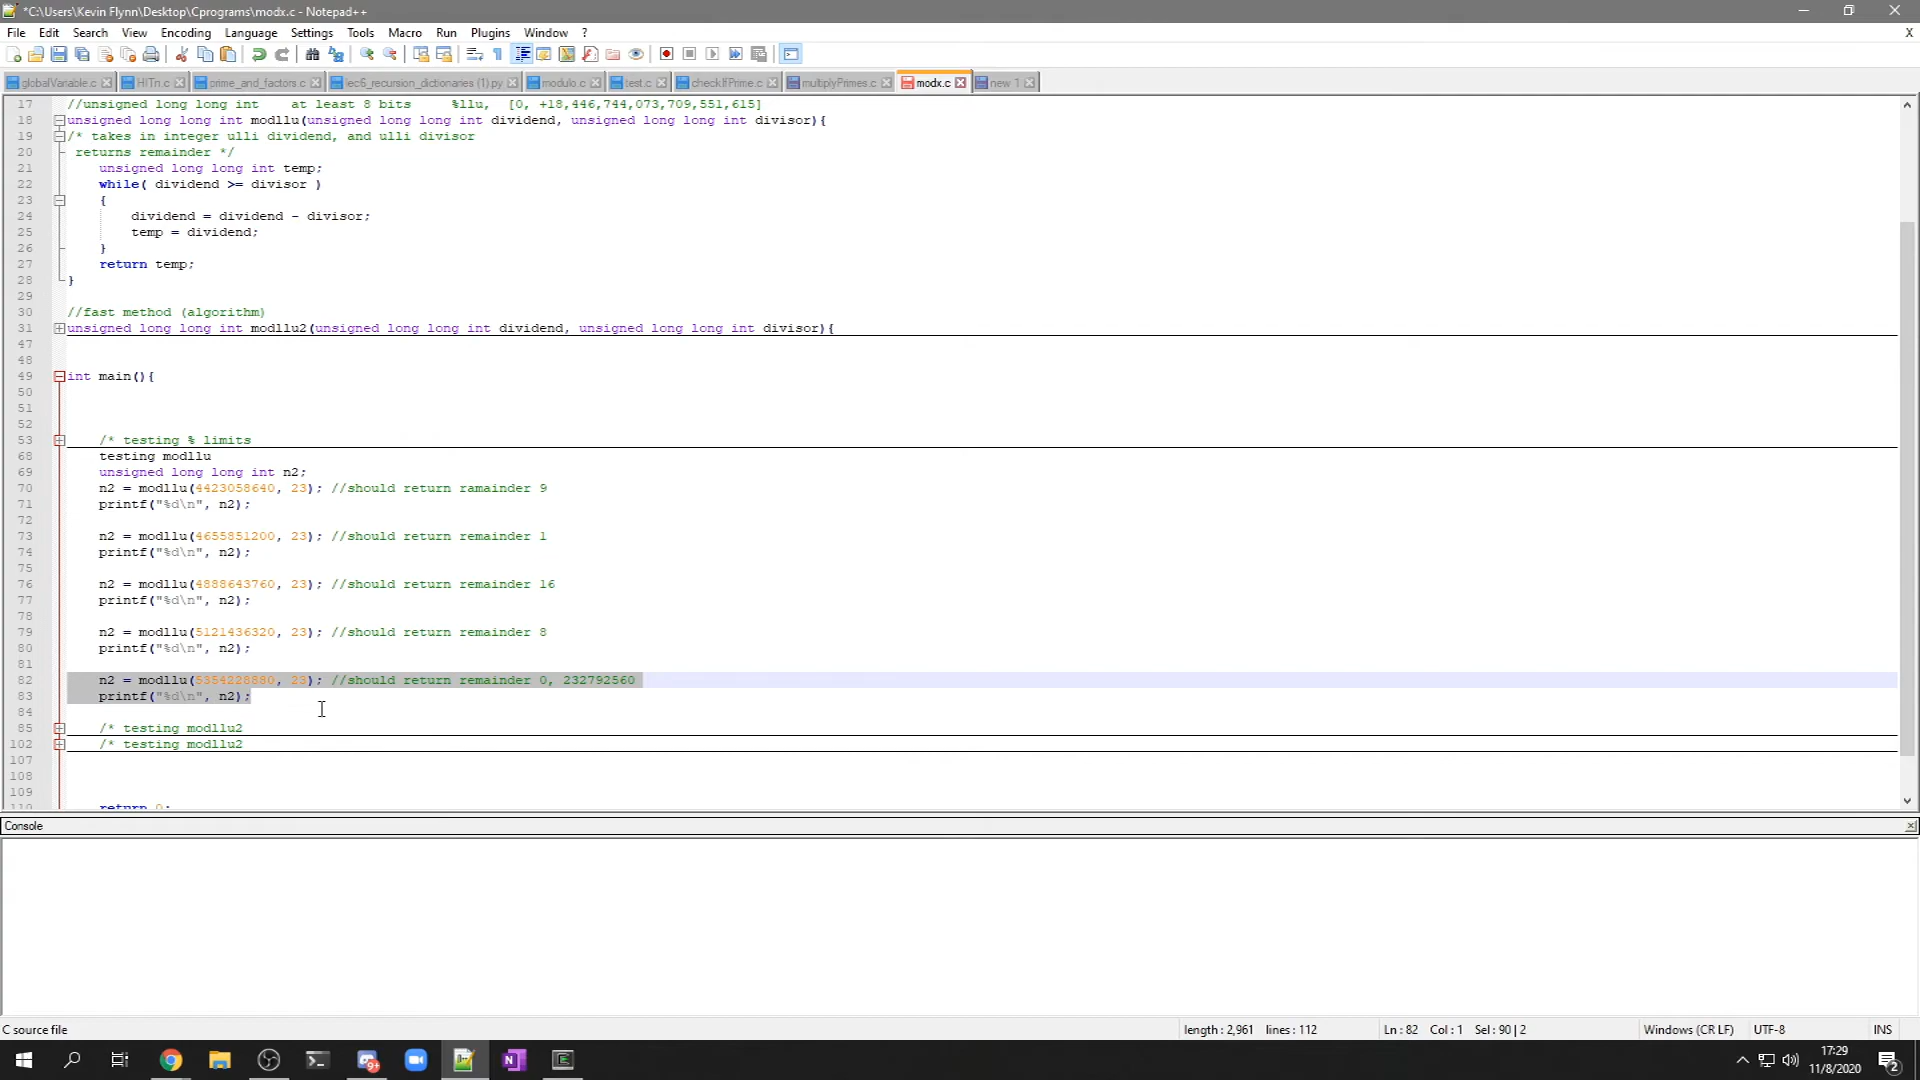 *C:\Users\Kevin Flynn\Desktop\Cprograms\modx.c - Notepad++
File Edit Search View Encoding Language Settings Tools Macro Run Plugins Window ? X
globalVariable.c HITn.c prime_and_factors.c ec6_recursion_dictionaries (1).py modulo.c test.c checkIfPrime.c multiplyPrimes.c modx.c new 1
17 //unsigned long long int    at least 8 bits     %llu,  [0, +18,446,744,073,709,551,615]
18 unsigned long long int modllu(unsigned long long int dividend, unsigned long long int divisor){
19 /* takes in integer ulli dividend, and ulli divisor
20  returns remainder */
21     unsigned long long int temp;
22     while( dividend >= divisor )
23     {
24         dividend = dividend - divisor;
25         temp = dividend;
26     }
27     return temp;
28 }
29
30 //fast method (algorithm)
31 unsigned long long int modllu2(unsigned long long int dividend, unsigned long long int divisor){
47
48
49 int main(){
50
51
52
53     /* testing % limits
68     testing modllu
69     unsigned long long int n2;
70     n2 = modllu(4423058640, 23); //should return ramainder 9
71     printf("%d\n", n2);
72
73     n2 = modllu(4655851200, 23); //should return remainder 1
74     printf("%d\n", n2);
75
76     n2 = modllu(4888643760, 23); //should return remainder 16
77     printf("%d\n", n2);
78
79     n2 = modllu(5121436320, 23); //should return remainder 8
80     printf("%d\n", n2);
81
82     n2 = modllu(5354228880, 23); //should return remainder 0, 232792560
83     printf("%d\n", n2);
84
85     /* testing modllu2
102     /* testing modllu2
107
108
109
110     return 0;
Console
C source file length : 2,961 lines : 112 Ln : 82 Col : 1 Sel : 90 | 2 Windows (CR LF) UTF-8 INS
9+
N
17:29
11/8/2020
2